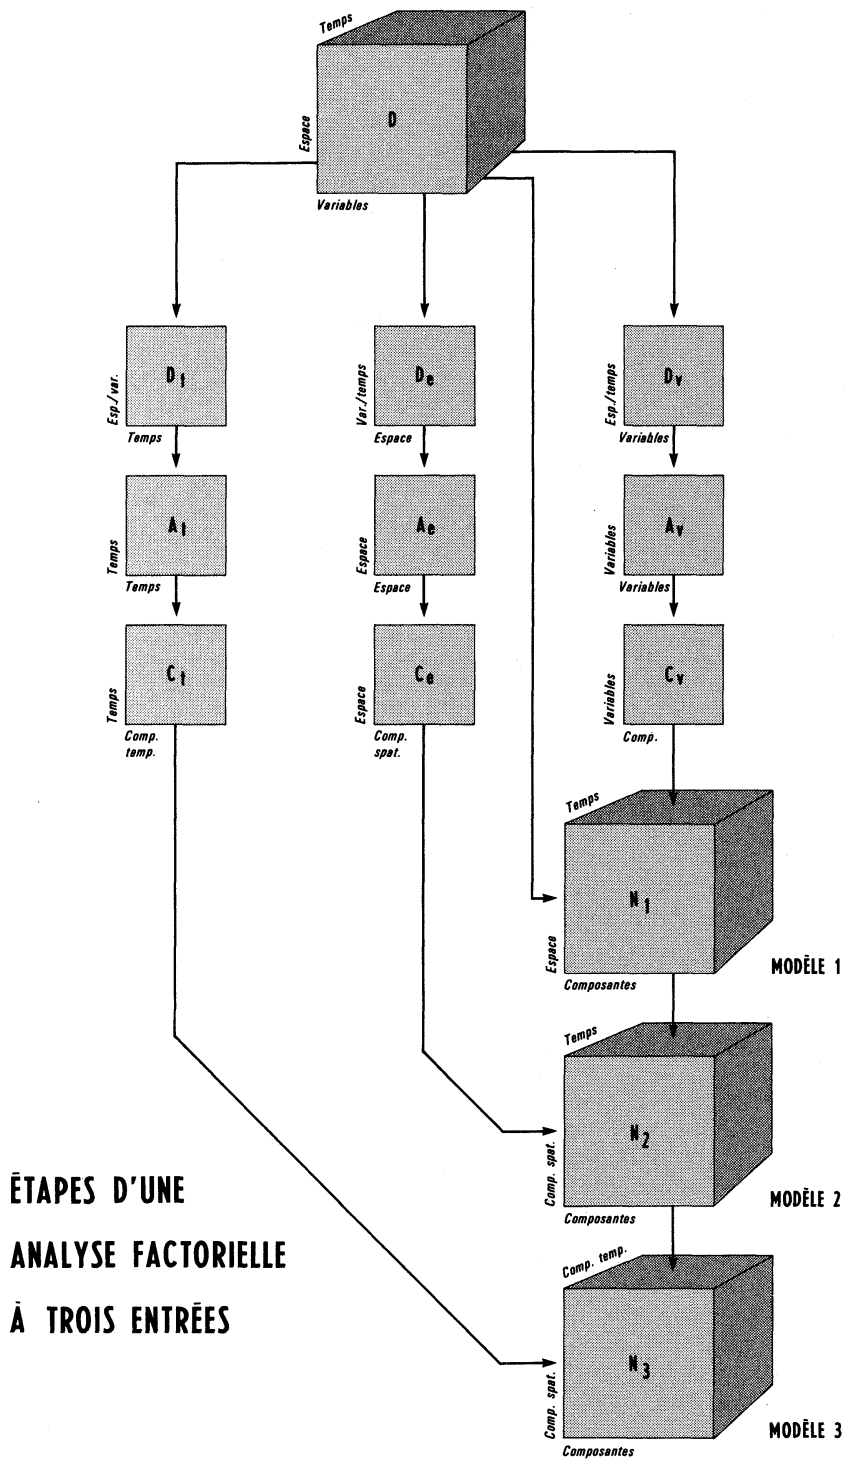 Temps
Espace
D
Variables
Esp./var.
Dt
Temps
Var./temps
De
Espace
Esp./temps
Dv
Variables
Temps
At
Temps
Espace
Ae
Espace
Variables
Av
Variables
Temps
Ct
Comp.
temp.
Espace
Ce
Comp.
spat.
Variables
Cv
Comp.
Temps
Espace
N1
Composantes
MODÈLE 1
Temps
Comp. spat.
N2
Composantes
MODÈLE 2
Comp. temp.
Comp. spat.
N3
Composantes
MODÈLE 3
ÉTAPES D'UNE
ANALYSE FACTORIELLE
À TROIS ENTRÉES